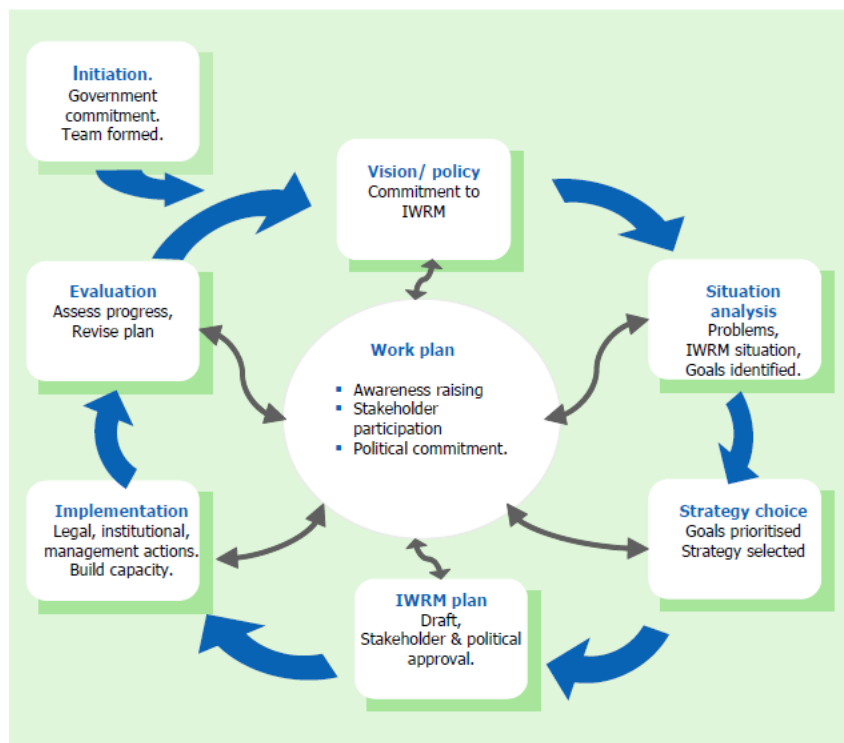 Initiation.
Government
commitment.
Team formed.
Vision/ policy
Commitment to
IWRM
Evaluation
Assess progress,
Revise plan
Situation
analysis
Problems,
IWRM situation,
Goals identified.
Work plan
▪ Awareness raising
▪ Stakeholder
participation
▪ Political commitment.
Implementation
Legal, institutional,
management actions.
Build capacity.
Strategy choice
Goals prioritised
Strategy selected
IWRM plan
Draft,
Stakeholder & political
approval.